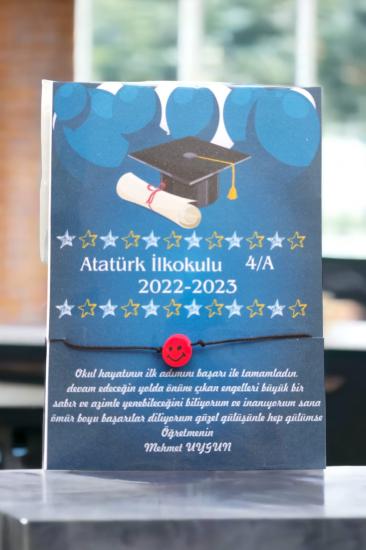 Atatürk İlkokulu 4/A
2022-2023
Okul hayatının ilk adımını başarı ile tamamladın.
devam edeceğin yolda önüne çıkan engelleri büyük bir
sabır ve azimle yenebileceğini biliyorum ve inanıyorum sana
ömür boyu başarılar diliyorum güzel gülüşünle hep gülümse
Öğretmenin
Mehmet UYGUN